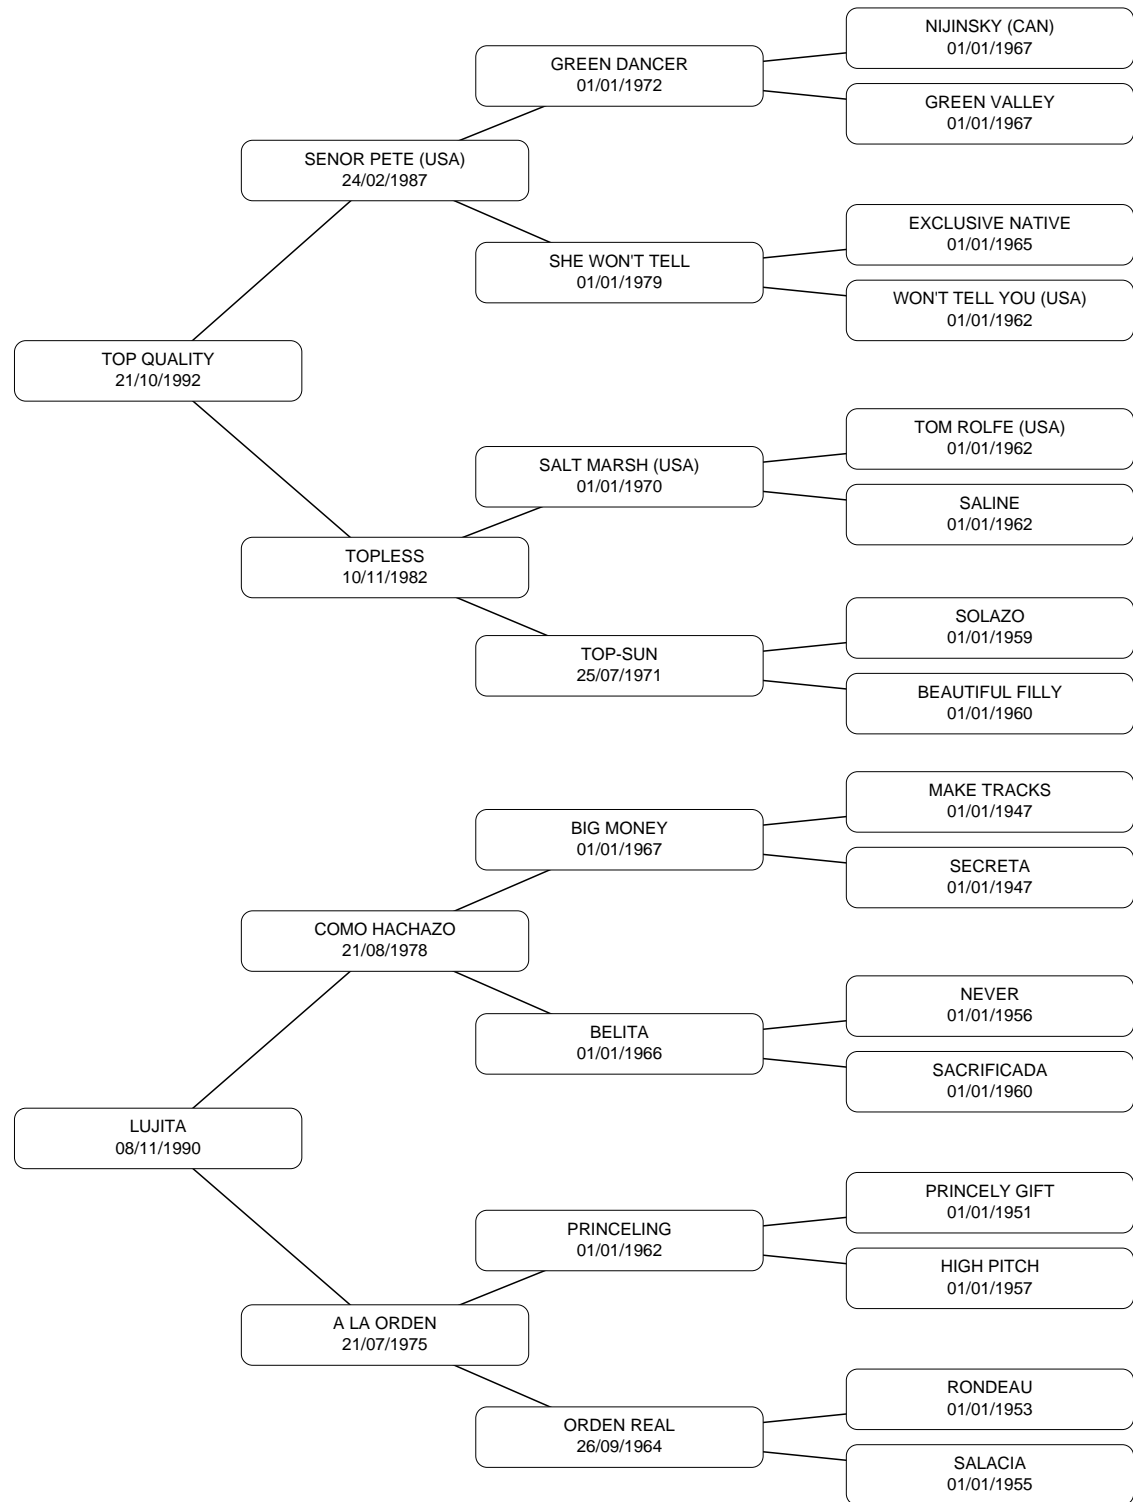 NIJINSKY (CAN)
01/01/1967
GREEN DANCER
01/01/1972
GREEN VALLEY
01/01/1967
SENOR PETE (USA)
24/02/1987
EXCLUSIVE NATIVE
01/01/1965
SHE WON'T TELL
01/01/1979
WON'T TELL YOU (USA)
01/01/1962
TOP QUALITY
21/10/1992
TOM ROLFE (USA)
01/01/1962
SALT MARSH (USA)
01/01/1970
SALINE
01/01/1962
TOPLESS
10/11/1982
SOLAZO
01/01/1959
TOP-SUN
25/07/1971
BEAUTIFUL FILLY
01/01/1960
MAKE TRACKS
01/01/1947
BIG MONEY
01/01/1967
SECRETA
01/01/1947
COMO HACHAZO
21/08/1978
NEVER
01/01/1956
BELITA
01/01/1966
SACRIFICADA
01/01/1960
LUJITA
08/11/1990
PRINCELY GIFT
01/01/1951
PRINCELING
01/01/1962
HIGH PITCH
01/01/1957
A LA ORDEN
21/07/1975
RONDEAU
01/01/1953
ORDEN REAL
26/09/1964
SALACIA
01/01/1955